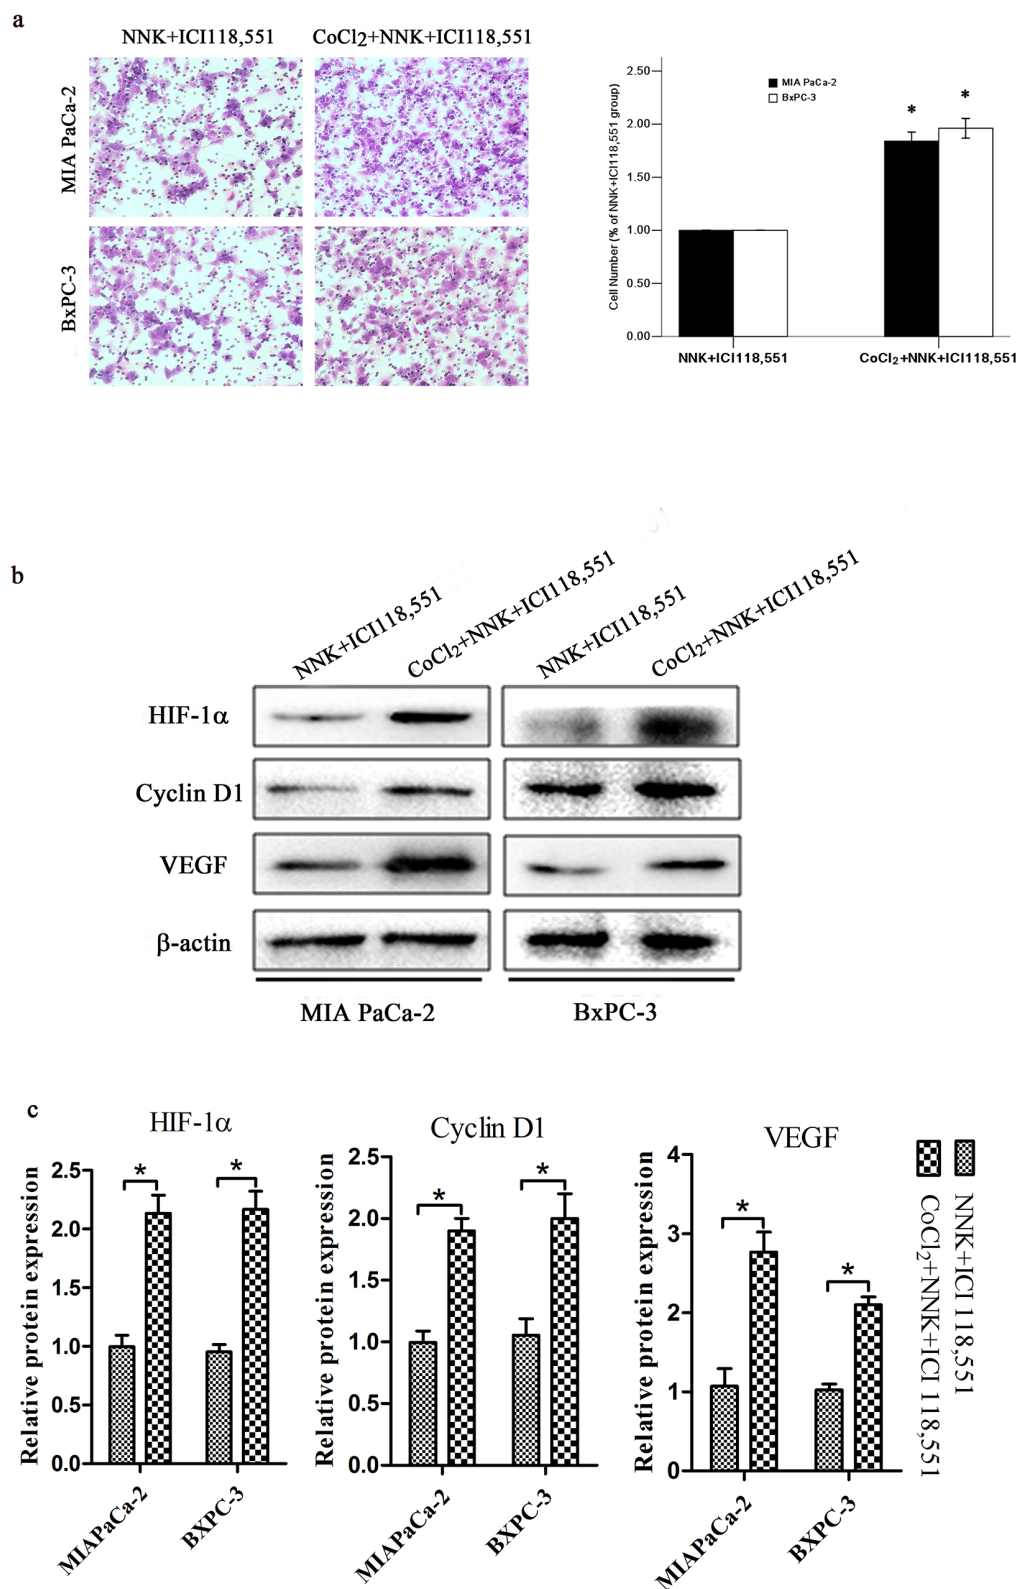 a
NNK+ICI118,551
CoCl2+NNK+ICI118,551
MIA PaCa-2
BxPC-3
Cell Number (% of NNK+ICI118,551 group)
2.50
2.00
1.50
1.00
0.50
0.00
MIA PaCa-2
BxPC-3
*
*
NNK+ICI118,551
CoCl2+NNK+ICI118,551
b
NNK+ICI118,551
CoCl2+NNK+ICI118,551
NNK+ICI118,551
CoCl2+NNK+ICI118,551
HIF-1α
Cyclin D1
VEGF
β-actin
MIA PaCa-2
BxPC-3
c
HIF-1α
Relative protein expression
2.5
2.0
1.5
1.0
0.5
0.0
*
*
MIAPaCa-2
BXPC-3
Cyclin D1
Relative protein expression
2.5
2.0
1.5
1.0
0.5
0.0
*
*
MIAPaCa-2
BXPC-3
VEGF
Relative protein expression
4
3
2
1
0
*
*
MIAPaCa-2
BXPC-3
NNK+ICI 118,551
CoCl2+NNK+ICI 118,551